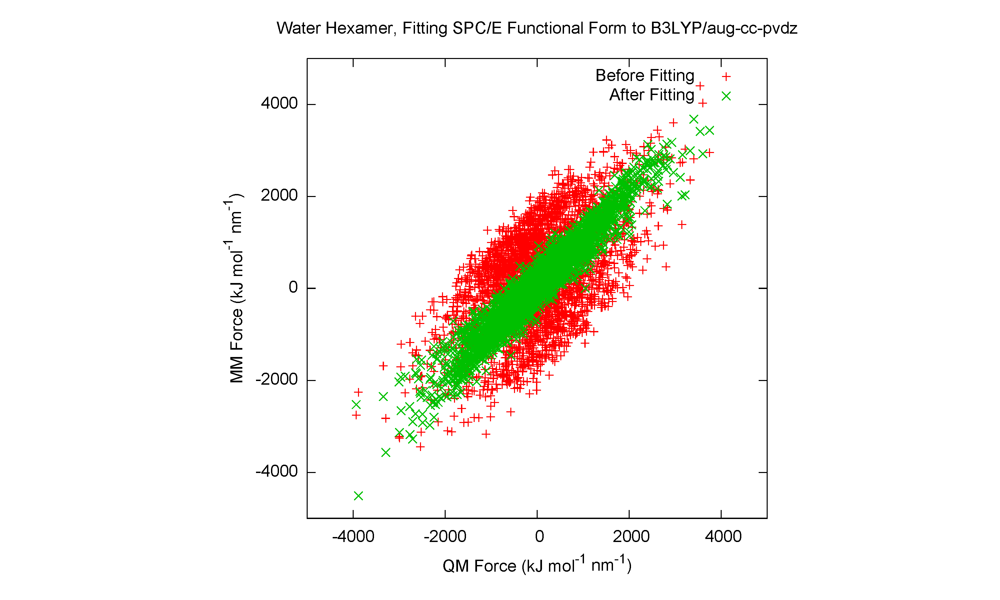 Water Hexamer, Fitting SPC/E Functional Form to B3LYP/aug-cc-pvdz
Before Fitting
After Fitting
4000
2000
0
-2000
-4000
MM Force (kJ mol⁻¹ nm⁻¹)
-4000 -2000 0 2000 4000
QM Force (kJ mol⁻¹ nm⁻¹)